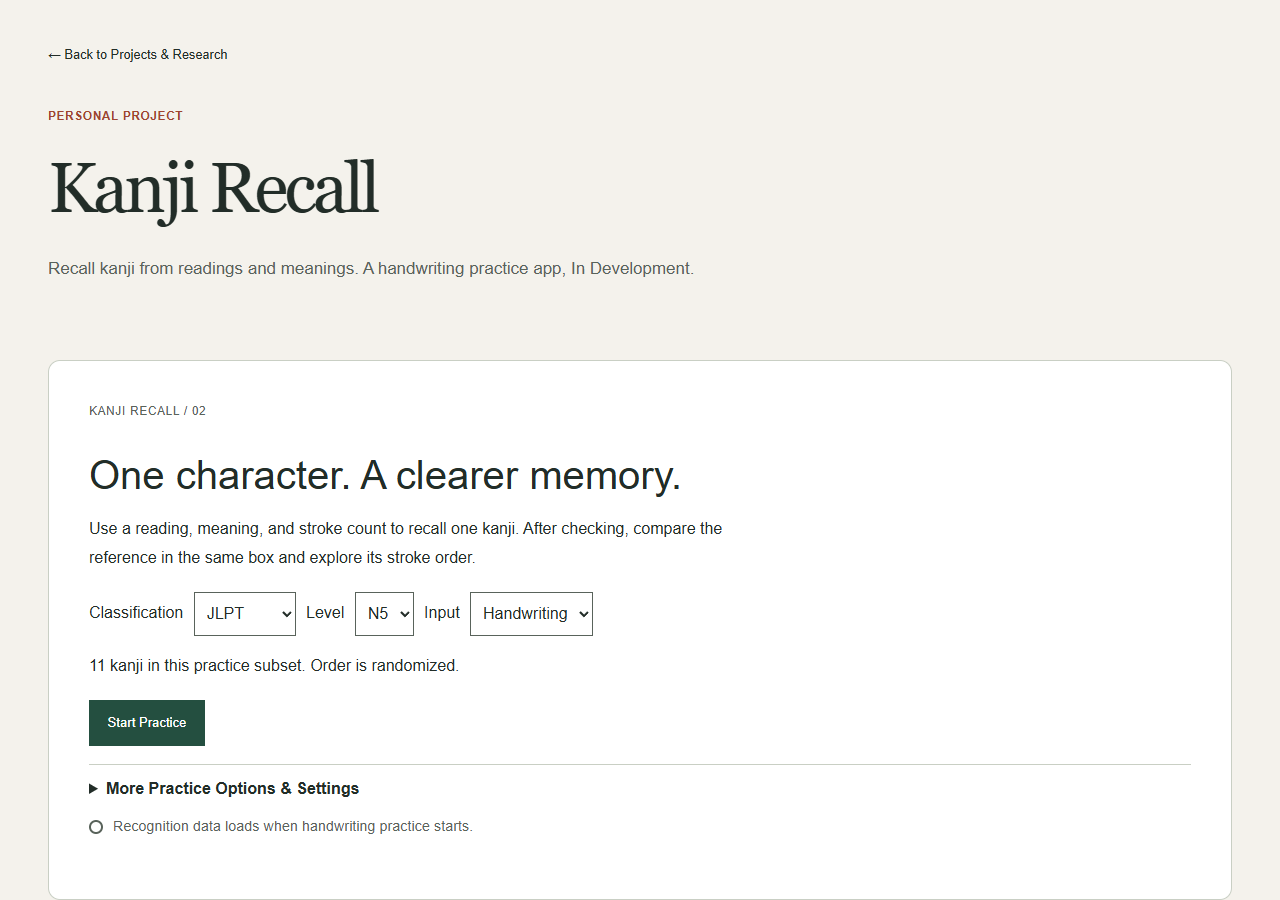 ← Back to Projects & Research
PERSONAL PROJECT
Kanji Recall
Recall kanji from readings and meanings. A handwriting practice app, In Development.
KANJI RECALL / 02
One character. A clearer memory.
Use a reading, meaning, and stroke count to recall one kanji. After checking, compare the
reference in the same box and explore its stroke order.
Classification JLPT Level N5 Input Handwriting
11 kanji in this practice subset. Order is randomized.
Start Practice
More Practice Options & Settings
Recognition data loads when handwriting practice starts.